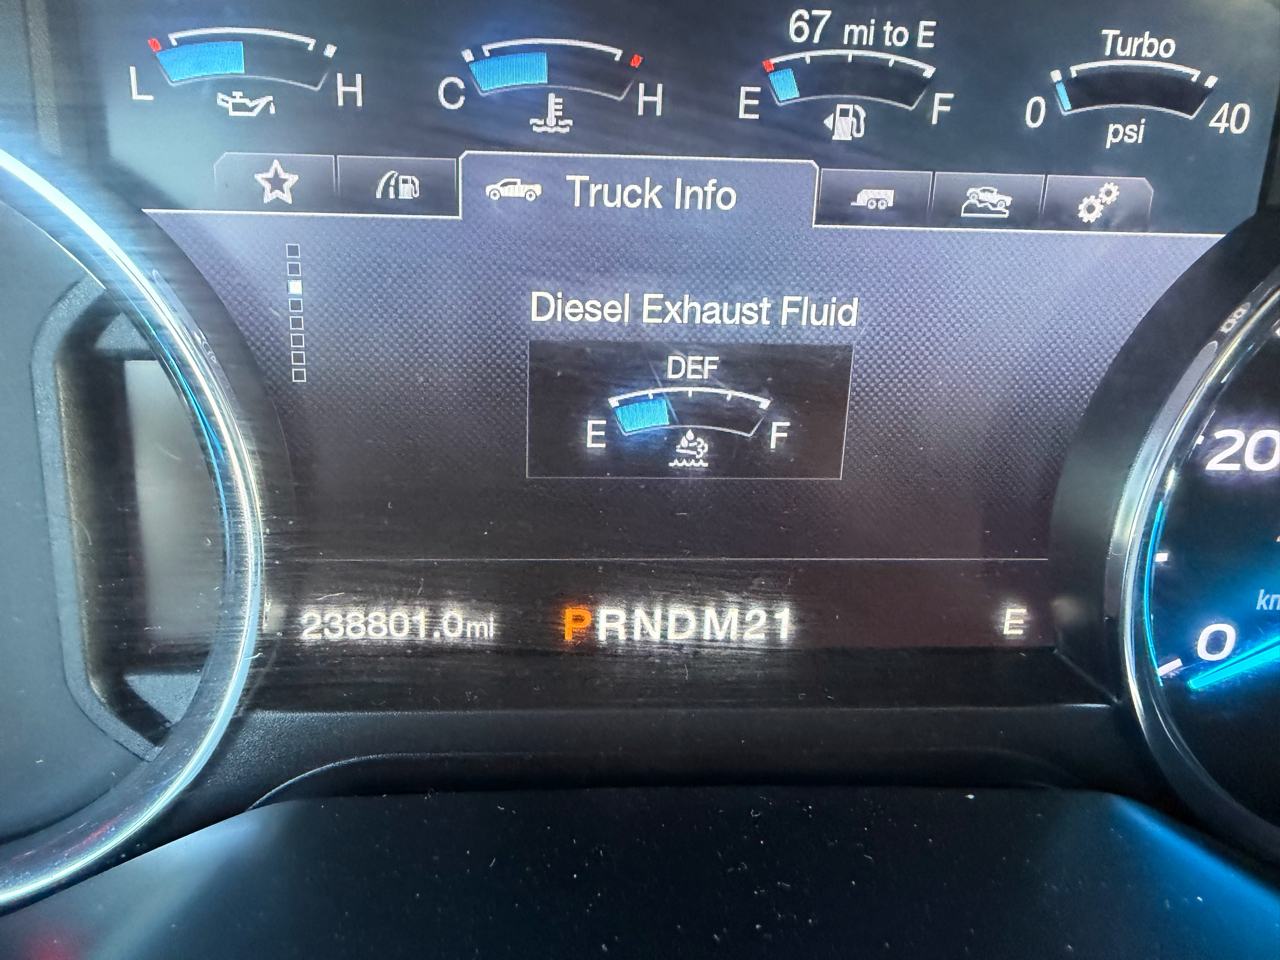 67 mi to E
Turbo
L H
C H
E F
0 40
psi
Truck Info
Diesel Exhaust Fluid
DEF
E F
20
238801.0mi
PRNDM21
E
0